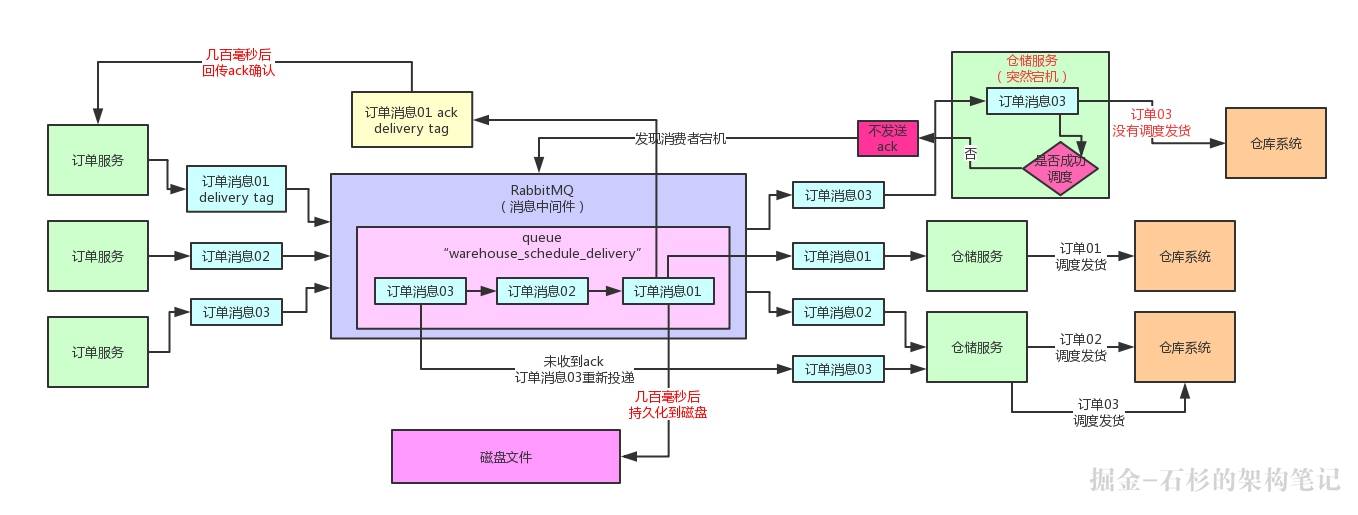 几百毫秒后
回传ack确认
订单消息01 ack
delivery tag
订单服务
订单消息01
delivery tag
订单服务
订单消息02
订单消息03
订单服务
RabbitMQ
（消息中间件）
queue
“warehouse_schedule_delivery”
订单消息03
订单消息02
订单消息01
发现消费者宕机
不发送
ack
否
仓储服务
（突然宕机）
订单消息03
是否成功
调度
订单03
没有调度发货
仓库系统
订单消息03
订单消息01
仓储服务
订单01
调度发货
仓库系统
订单消息02
仓储服务
订单02
调度发货
仓库系统
未收到ack
订单消息03重新投递
订单消息03
订单03
调度发货
几百毫秒后
持久化到磁盘
磁盘文件
掘金-石杉的架构笔记